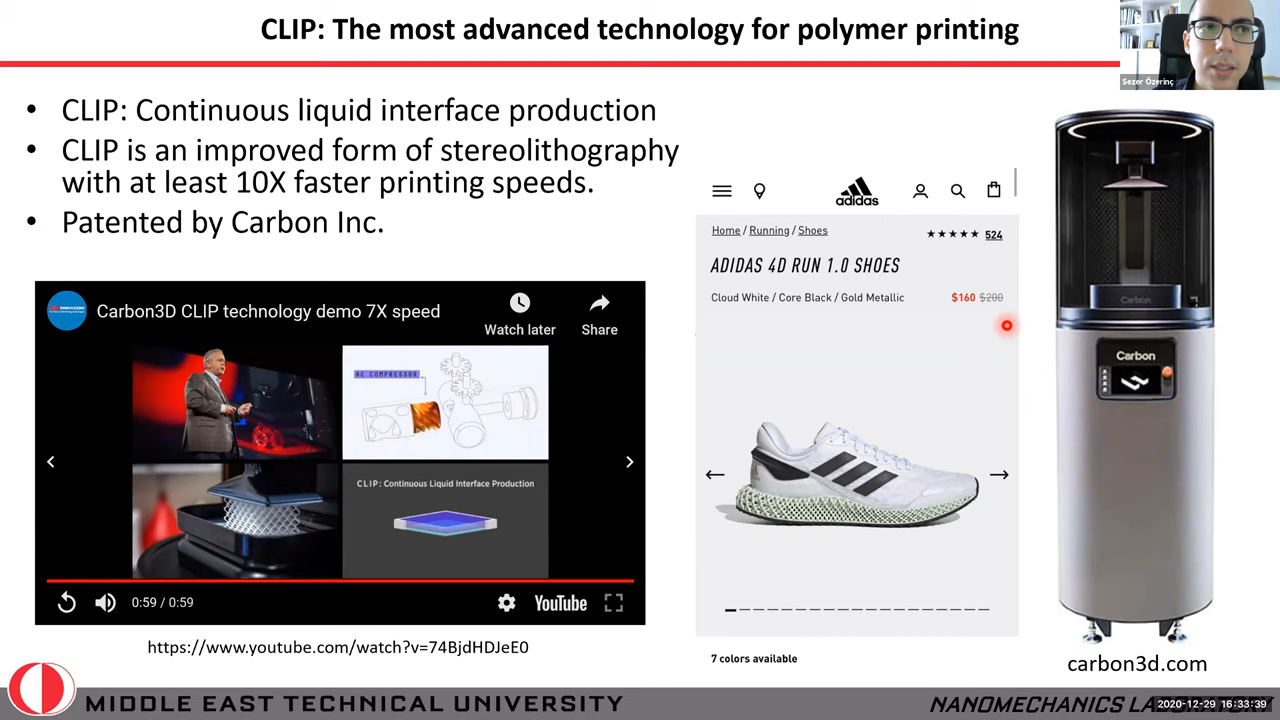 CLIP: The most advanced technology for polymer printing
Sezer Özerinç
• CLIP: Continuous liquid interface production
• CLIP is an improved form of stereolithography
with at least 10X faster printing speeds.
• Patented by Carbon Inc.
Carbon3D CLIP technology demo 7X speed
Watch later
Share
AC COMPRESSOR
CLIP: Continuous Liquid Interface Production
0:59 / 0:59
YouTube
https://www.youtube.com/watch?v=74BjdHDJeE0
adidas
Home / Running / Shoes
★★★★★ 524
ADIDAS 4D RUN 1.0 SHOES
Cloud White / Core Black / Gold Metallic
$160 $200
7 colors available
Carbon
Carbon
carbon3d.com
MIDDLE EAST TECHNICAL UNIVERSITY
NANOMECHANICS LABORATORY
2020-12-29 16:33:39